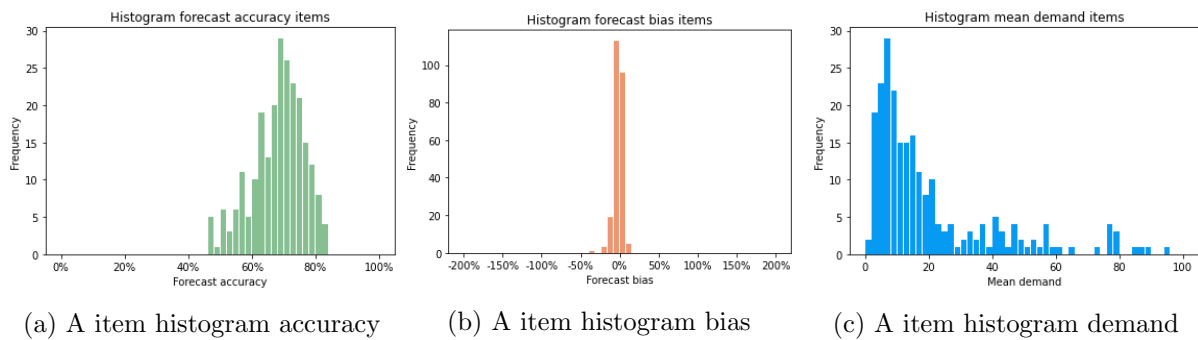 Histogram forecast accuracy items
30
25
20
15
10
5
0
Frequency
0% 20% 40% 60% 80% 100%
Forecast accuracy
(a) A item histogram accuracy
Histogram forecast bias items
100
80
60
40
20
0
Frequency
-200% -150% -100% -50% 0% 50% 100% 150% 200%
Forecast bias
(b) A item histogram bias
Histogram mean demand items
30
25
20
15
10
5
0
Frequency
0 20 40 60 80 100
Mean demand
(c) A item histogram demand